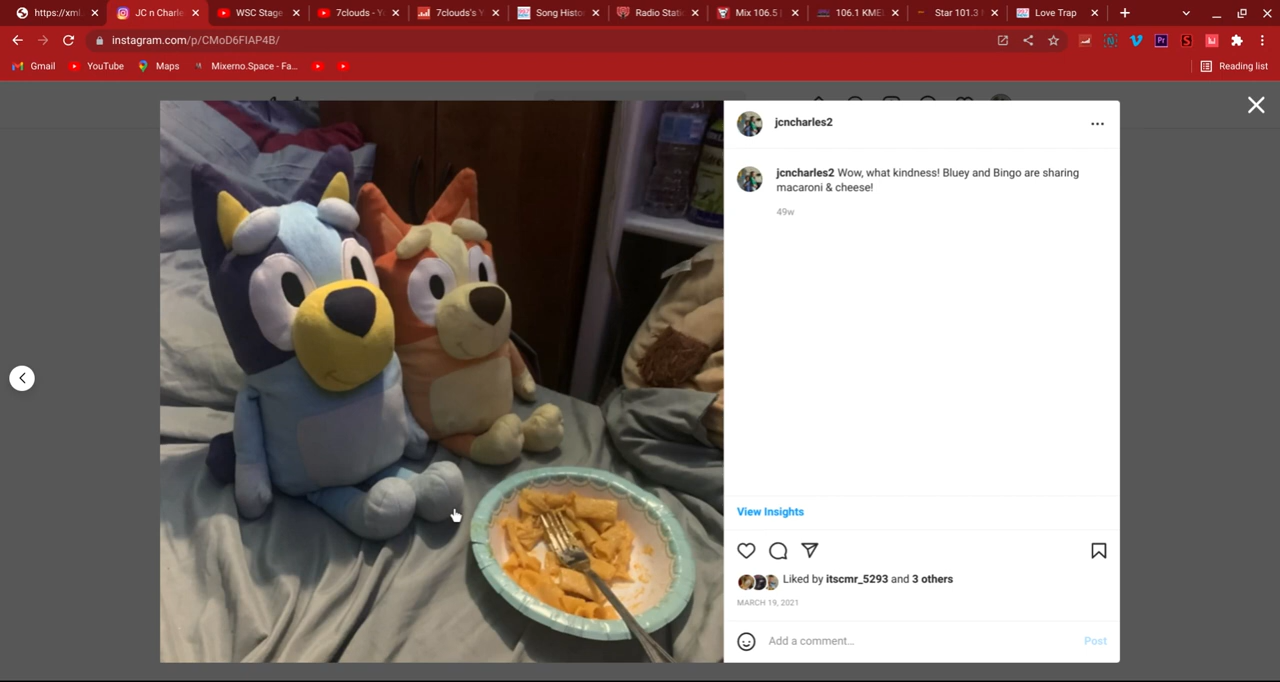 https://xml
JC n Charle
WSC Stage
7clouds - Y
7clouds's Y
Song Histo
Radio Stati
Mix 106.5
106.1 KME
Star 101.3
Love Trap
instagram.com/p/CMoD6FlAP4B/
Gmail
YouTube
Maps
Mixerno.Space - Fa...
Reading list
jcncharles2
jcncharles2 Wow, what kindness! Bluey and Bingo are sharing
macaroni & cheese!
49w
View Insights
Liked by itscmr_5293 and 3 others
MARCH 19, 2021
Add a comment...
Post